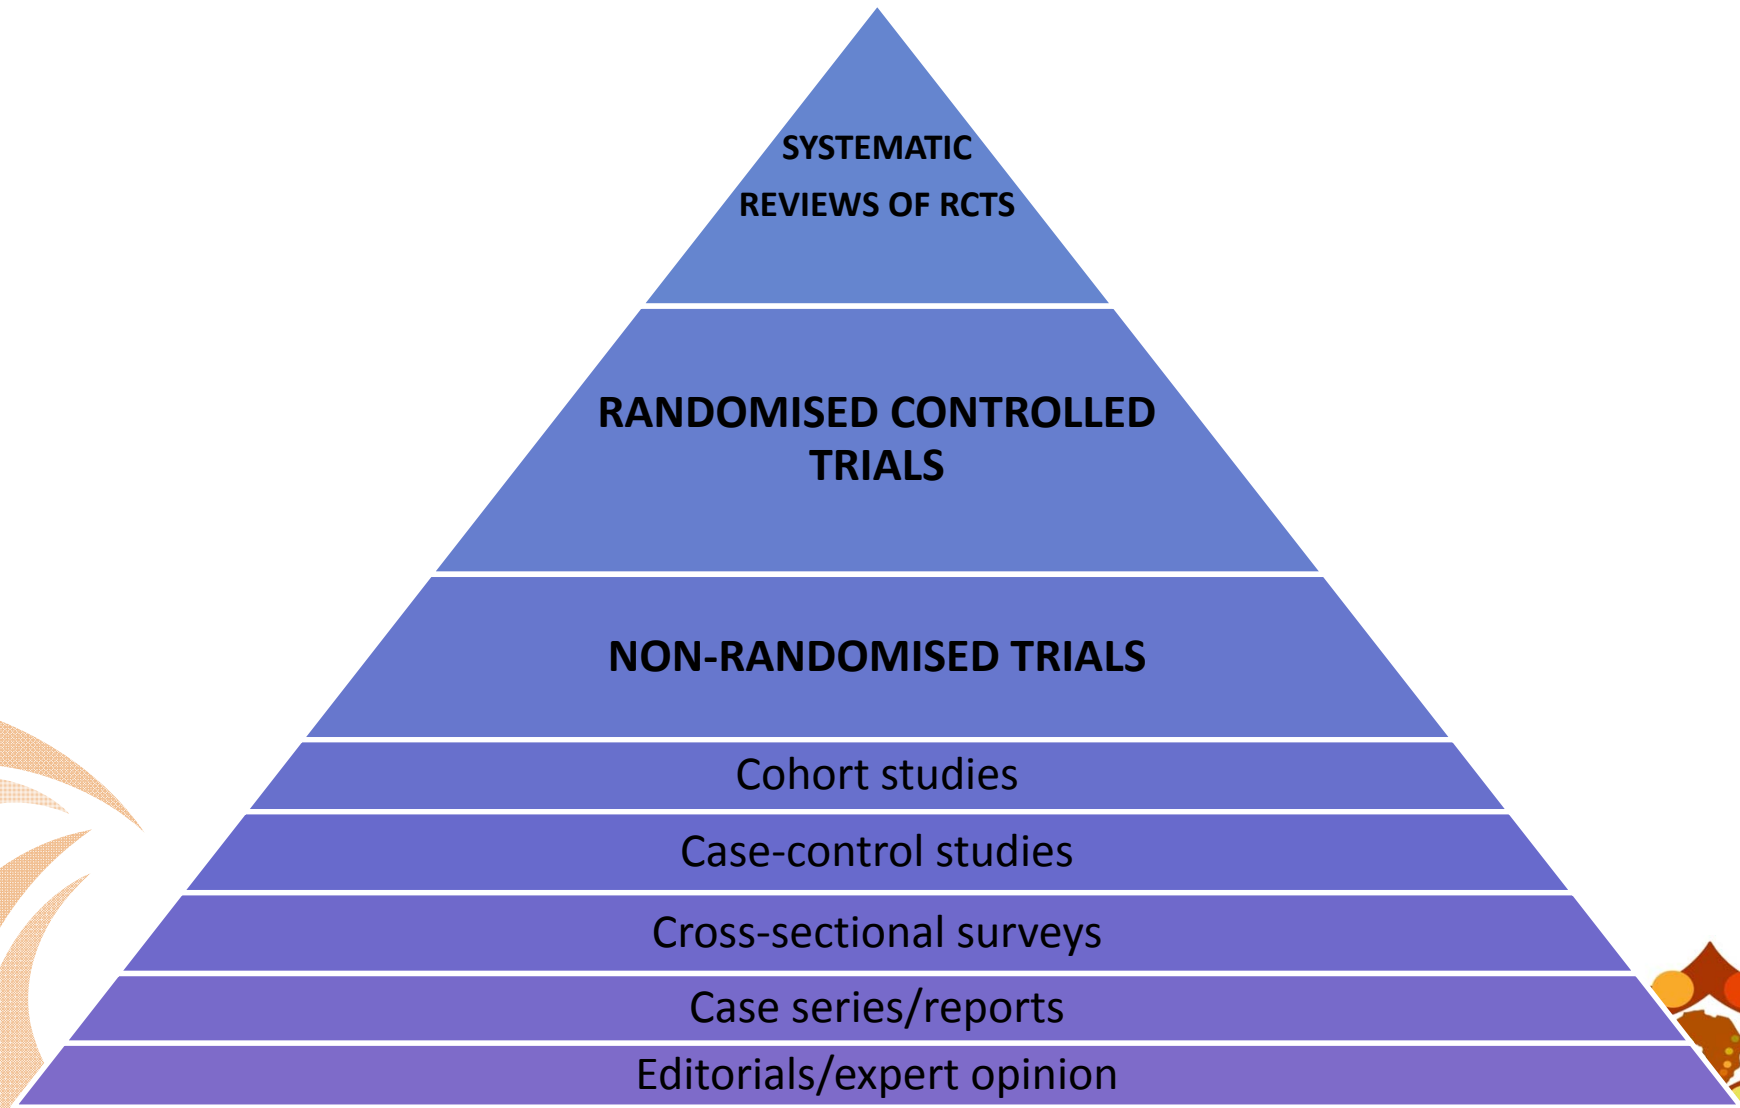 SYSTEMATIC
REVIEWS OF RCTS
RANDOMISED CONTROLLED
TRIALS
NON-RANDOMISED TRIALS
Cohort studies
Case-control studies
Cross-sectional surveys
Case series/reports
Editorials/expert opinion